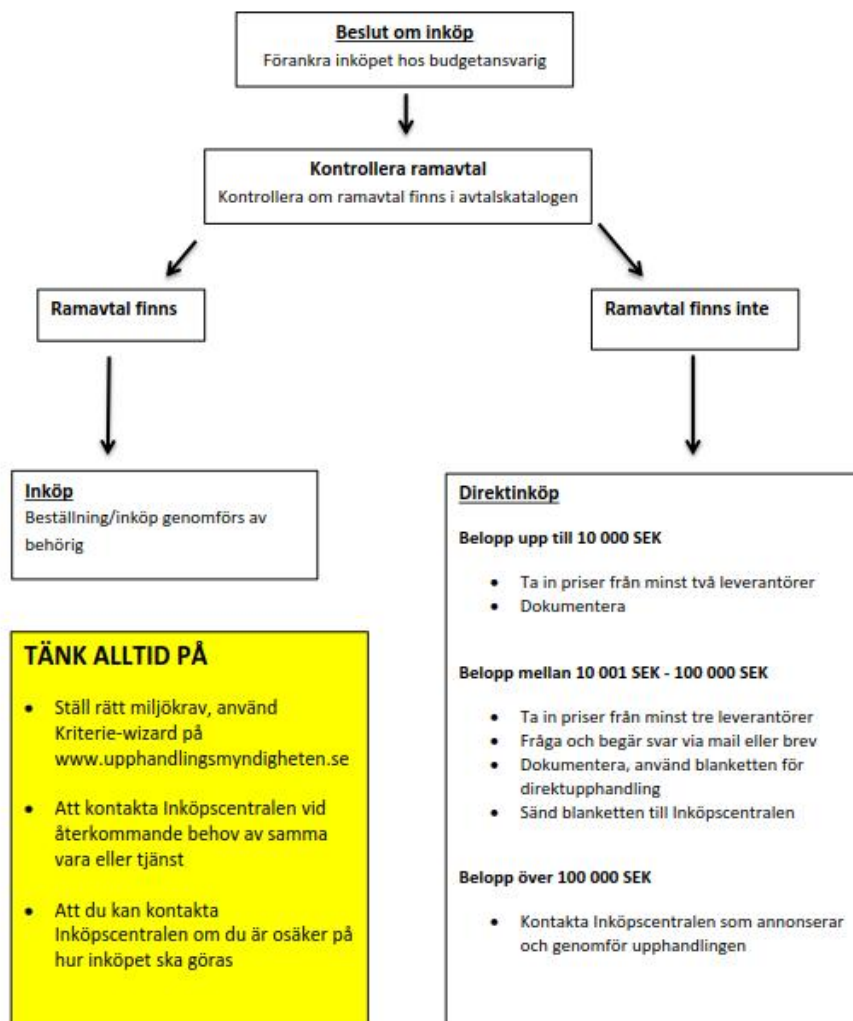 Beslut om inköp
Förankra inköpet hos budgetansvarig
Kontrollera ramavtal
Kontrollera om ramavtal finns i avtalskatalogen
Ramavtal finns
Ramavtal finns inte
Inköp
Beställning/inköp genomförs av
behörig
TÄNK ALLTID PÅ
• Ställ rätt miljökrav, använd
Kriterie-wizard på
www.upphandlingsmyndigheten.se
• Att kontakta Inköpscentralen vid
återkommande behov av samma
vara eller tjänst
• Att du kan kontakta
Inköpscentralen om du är osäker på
hur inköpet ska göras
Direktinköp
Belopp upp till 10 000 SEK
• Ta in priser från minst två leverantörer
• Dokumentera
Belopp mellan 10 001 SEK - 100 000 SEK
• Ta in priser från minst tre leverantörer
• Fråga och begär svar via mail eller brev
• Dokumentera, använd blanketten för
direktupphandling
• Sänd blanketten till Inköpscentralen
Belopp över 100 000 SEK
• Kontakta Inköpscentralen som annonserar
och genomför upphandlingen